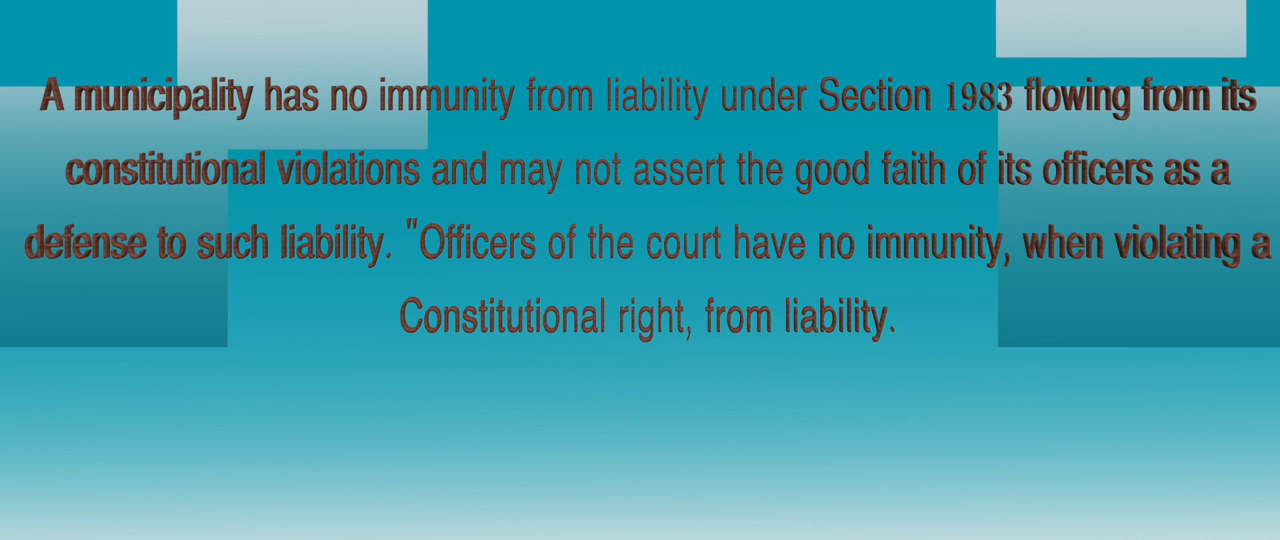 A municipality has no immunity from liability under Section 1983 flowing from its
constitutional violations and may not assert the good faith of its officers as a
defense to such liability. "Officers of the court have no immunity, when violating a
Constitutional right, from liability.